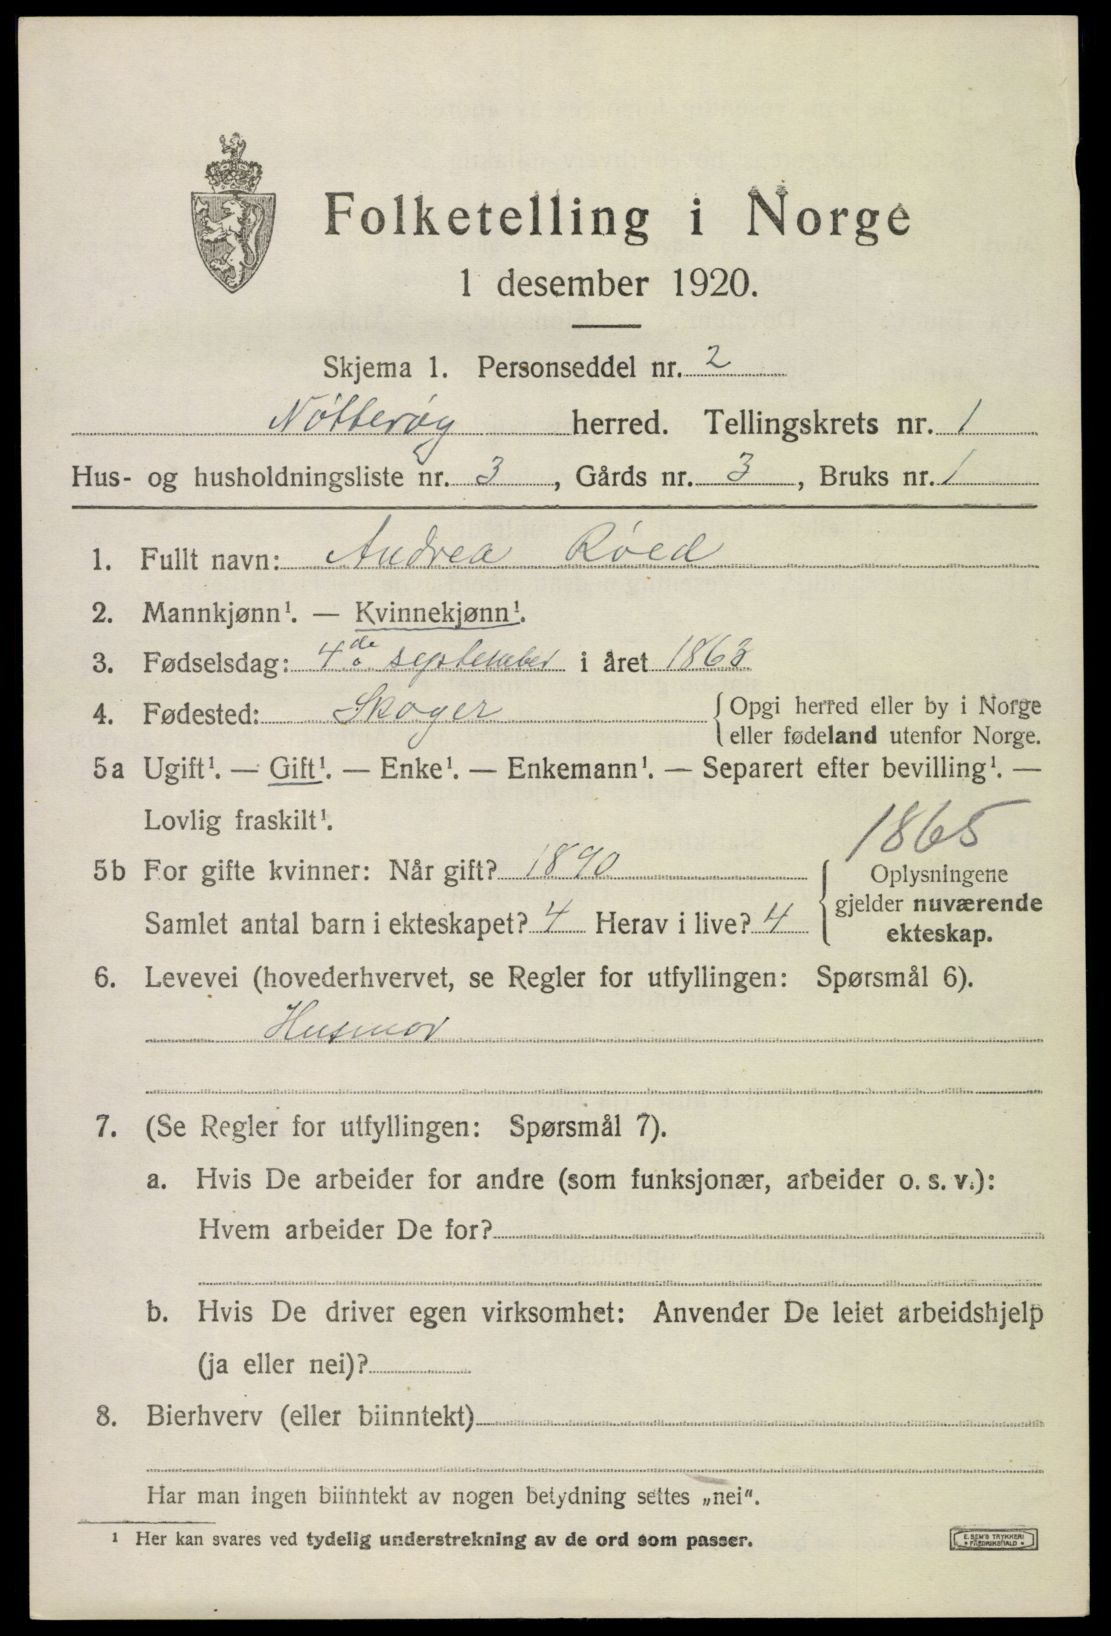 Folketelling i Norge
1 desember 1920.
Skjema 1. Personseddel nr. 2
Nötterøy herred. Tellingskrets nr. 1
Hus- og husholdningsliste nr. 3, Gårds nr. 3, Bruks nr. 1
1. Fullt navn: Andrea Röed
2. Mannkjønn¹. — Kvinnekjønn¹.
3. Fødselsdag: 4de september i året 1863
4. Fødested: Skoger {Opgi herred eller by i Norge
eller fødeland utenfor Norge.
5a Ugift¹. — Gift¹. — Enke¹. — Enkemann¹. — Separert efter bevilling¹. —
Lovlig fraskilt¹.
1865
5b For gifte kvinner: Når gift? 1890
Samlet antal barn i ekteskapet? 4 Herav i live? 4
{Oplysningene
gjelder nuværende
ekteskap.
6. Levevei (hovederhvervet, se Regler for utfyllingen: Spørsmål 6).
Husmor
7. (Se Regler for utfyllingen: Spørsmål 7).
a. Hvis De arbeider for andre (som funksjonær, arbeider o. s. v.):
Hvem arbeider De for?
b. Hvis De driver egen virksomhet: Anvender De leiet arbeidshjelp
(ja eller nei)?
8. Bierhverv (eller biinntekt)
Har man ingen biinntekt av nogen betydning settes „nei".
¹ Her kan svares ved tydelig understrekning av de ord som passer.
E. SEM'S TRYKKERI
FREDRIKSHALD